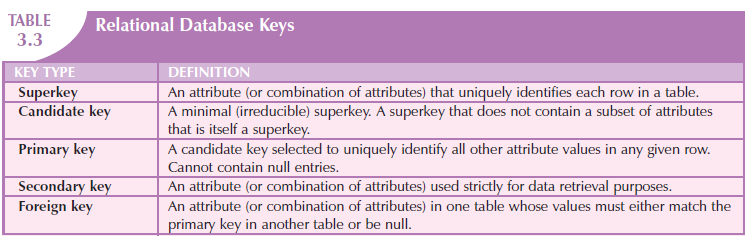 TABLE
3.3
Relational Database Keys
KEY TYPE DEFINITION
Superkey An attribute (or combination of attributes) that uniquely identifies each row in a table.
Candidate key A minimal (irreducible) superkey. A superkey that does not contain a subset of attributes
that is itself a superkey.
Primary key A candidate key selected to uniquely identify all other attribute values in any given row.
Cannot contain null entries.
Secondary key An attribute (or combination of attributes) used strictly for data retrieval purposes.
Foreign key An attribute (or combination of attributes) in one table whose values must either match the
primary key in another table or be null.